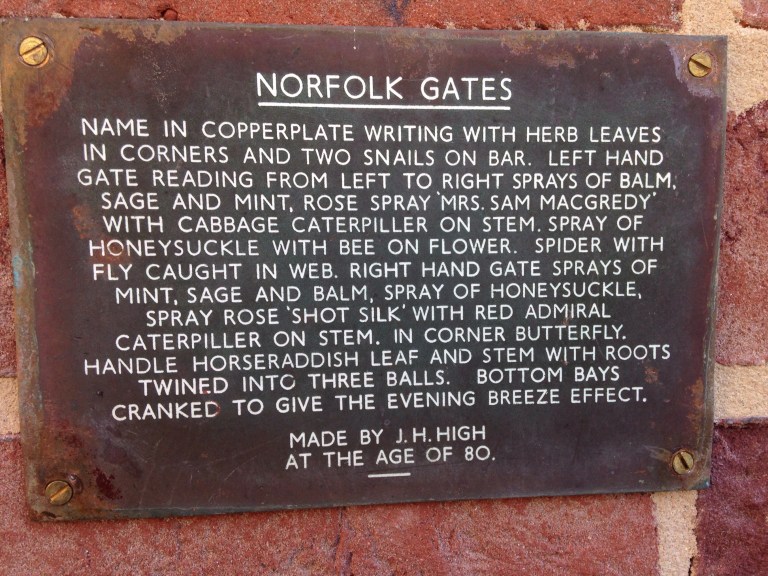 NORFOLK GATES
NAME IN COPPERPLATE WRITING WITH HERB LEAVES
IN CORNERS AND TWO SNAILS ON BAR. LEFT HAND
GATE READING FROM LEFT TO RIGHT SPRAYS OF BALM,
SAGE AND MINT, ROSE SPRAY 'MRS. SAM MACGREDY'
WITH CABBAGE CATERPILLER ON STEM. SPRAY OF
HONEYSUCKLE WITH BEE ON FLOWER. SPIDER WITH
FLY CAUGHT IN WEB. RIGHT HAND GATE SPRAYS OF
MINT, SAGE AND BALM, SPRAY OF HONEYSUCKLE,
SPRAY ROSE 'SHOT SILK' WITH RED ADMIRAL
CATERPILLER ON STEM. IN CORNER BUTTERFLY.
HANDLE HORSERADDISH LEAF AND STEM WITH ROOTS
TWINED INTO THREE BALLS. BOTTOM BAYS
CRANKED TO GIVE THE EVENING BREEZE EFFECT.
MADE BY J.H. HIGH
AT THE AGE OF 80.